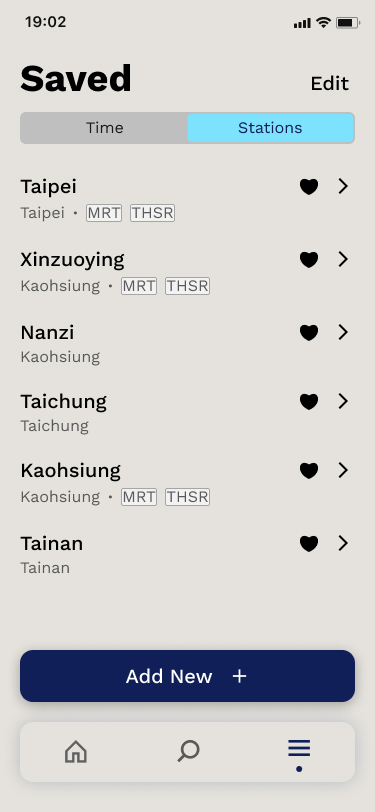 19:02
Saved
Edit
Time
Stations
Taipei
Taipei • MRT THSR
Xinzuoying
Kaohsiung • MRT THSR
Nanzi
Kaohsiung
Taichung
Taichung
Kaohsiung
Kaohsiung • MRT THSR
Tainan
Tainan
Add New +